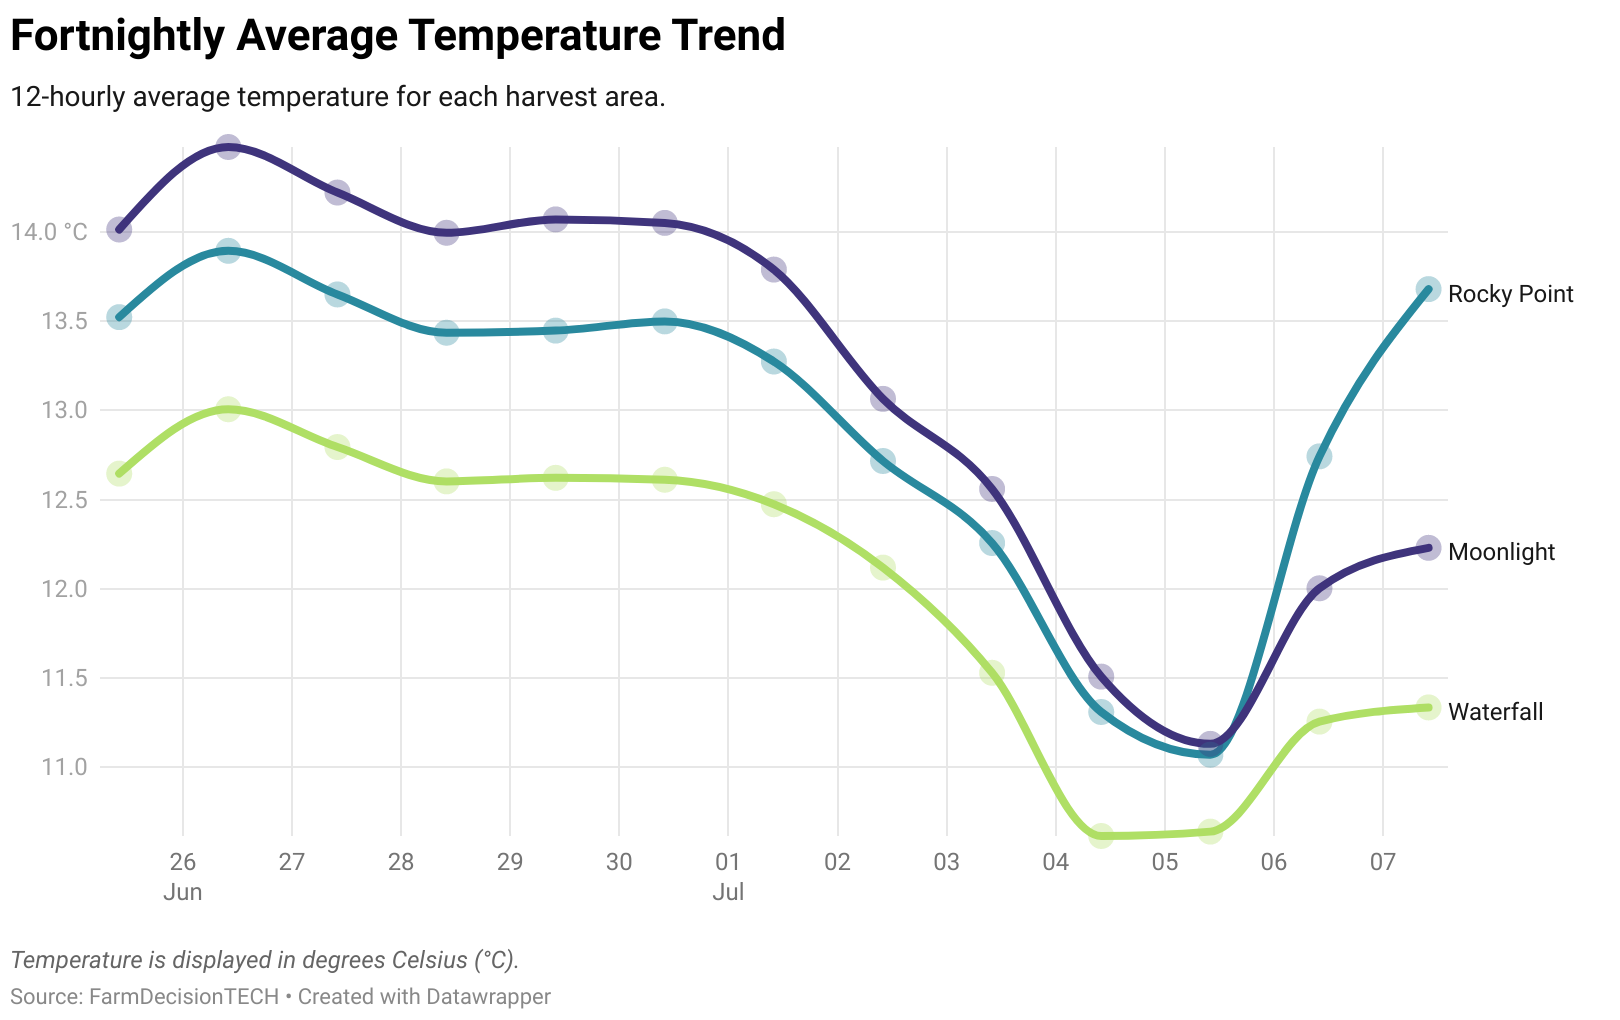 Fortnightly Average Temperature Trend
12-hourly average temperature for each harvest area.
14.0 °C
13.5
13.0
12.5
12.0
11.5
11.0
Rocky Point
Moonlight
Waterfall
26 27 28 29 30 01 02 03 04 05 06 07
Jun Jul
Temperature is displayed in degrees Celsius (°C).
Source: FarmDecisionTECH • Created with Datawrapper